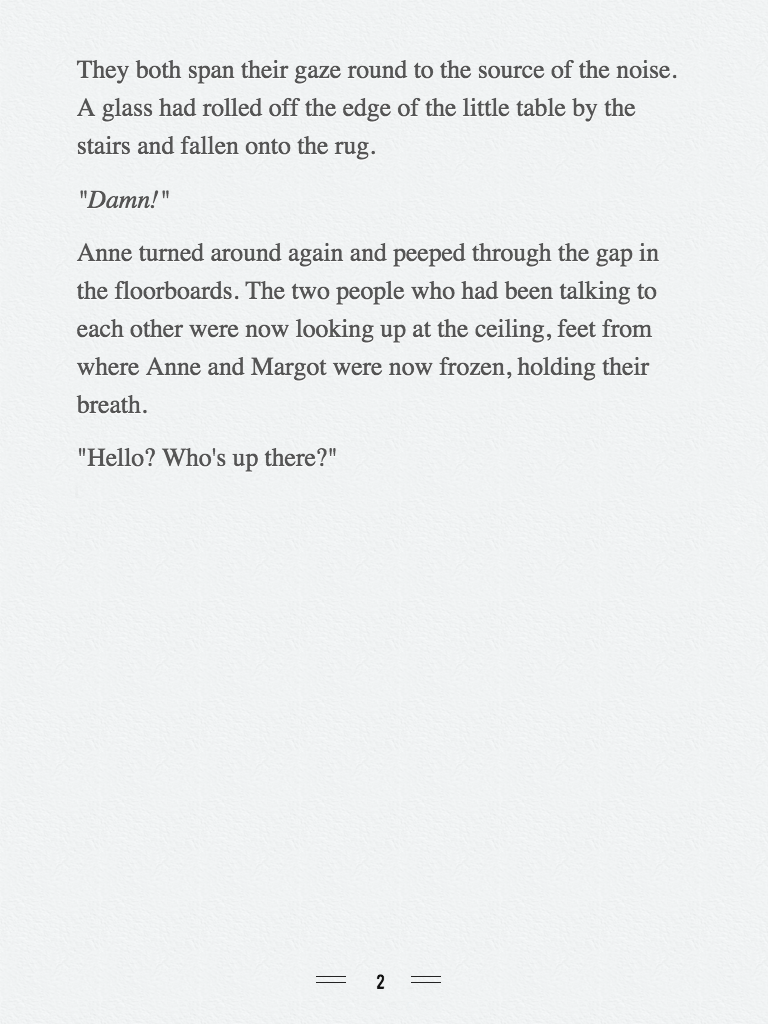 They both span their gaze round to the source of the noise.
A glass had rolled off the edge of the little table by the
stairs and fallen onto the rug.
"Damn!"
Anne turned around again and peeped through the gap in
the floorboards. The two people who had been talking to
each other were now looking up at the ceiling, feet from
where Anne and Margot were now frozen, holding their
breath.
"Hello? Who's up there?"
2